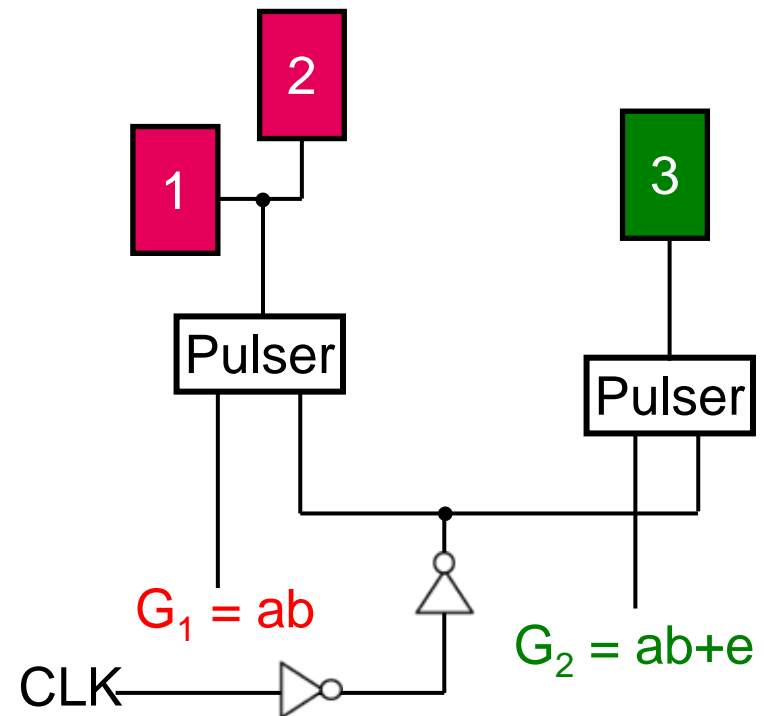 2
1
3
Pulser
Pulser
G₁ = ab
G₂ = ab+e
CLK